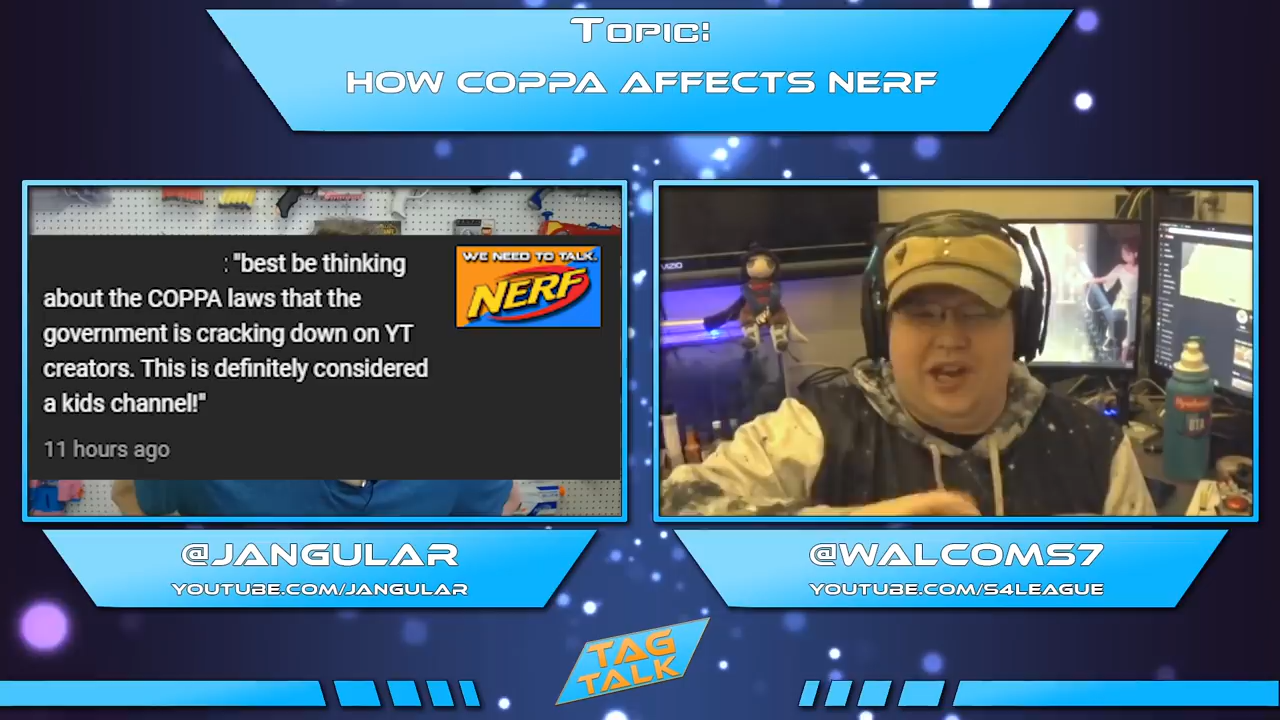 Topic:
HOW COPPA AFFECTS NERF
: "best be thinking
about the COPPA laws that the
government is cracking down on YT
creators. This is definitely considered
a kids channel!"
11 hours ago
WE NEED TO TALK.
NERF
VIZIO
@JANGULAR
YOUTUBE.COM/JANGULAR
@WALCOMS7
YOUTUBE.COM/S4LEAGUE
TAG
TALK